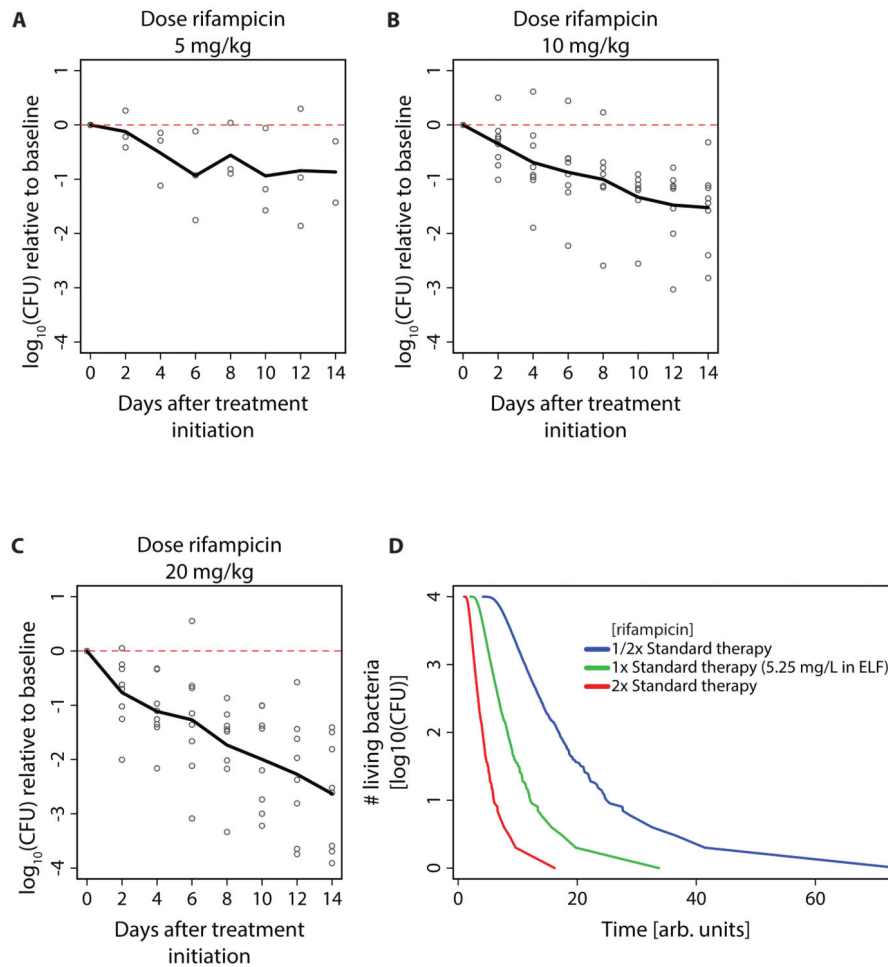 A
Dose rifampicin
5 mg/kg
log10(CFU) relative to baseline
1
0
-1
-2
-3
-4
0 2 4 6 8 10 12 14
Days after treatment
initiation
B
Dose rifampicin
10 mg/kg
log10(CFU) relative to baseline
1
0
-1
-2
-3
-4
0 2 4 6 8 10 12 14
Days after treatment
initiation
C
Dose rifampicin
20 mg/kg
log10(CFU) relative to baseline
1
0
-1
-2
-3
-4
0 2 4 6 8 10 12 14
Days after treatment
initiation
D
# living bacteria
[log10(CFU)]
4
3
2
1
0
[rifampicin]
1/2x Standard therapy
1x Standard therapy (5.25 mg/L in ELF)
2x Standard therapy
0 20 40 60
Time [arb. units]